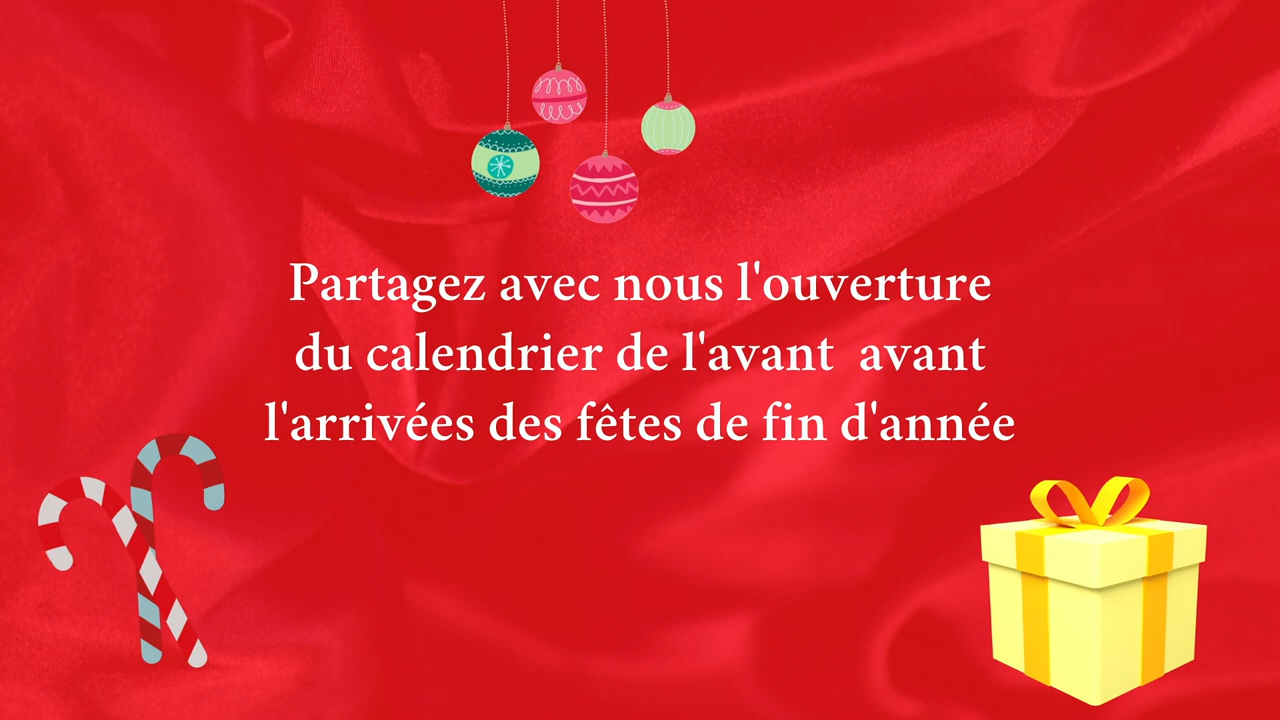 Partagez avec nous l'ouverture
du calendrier de l'avant  avant
l'arrivées des fêtes de fin d'année